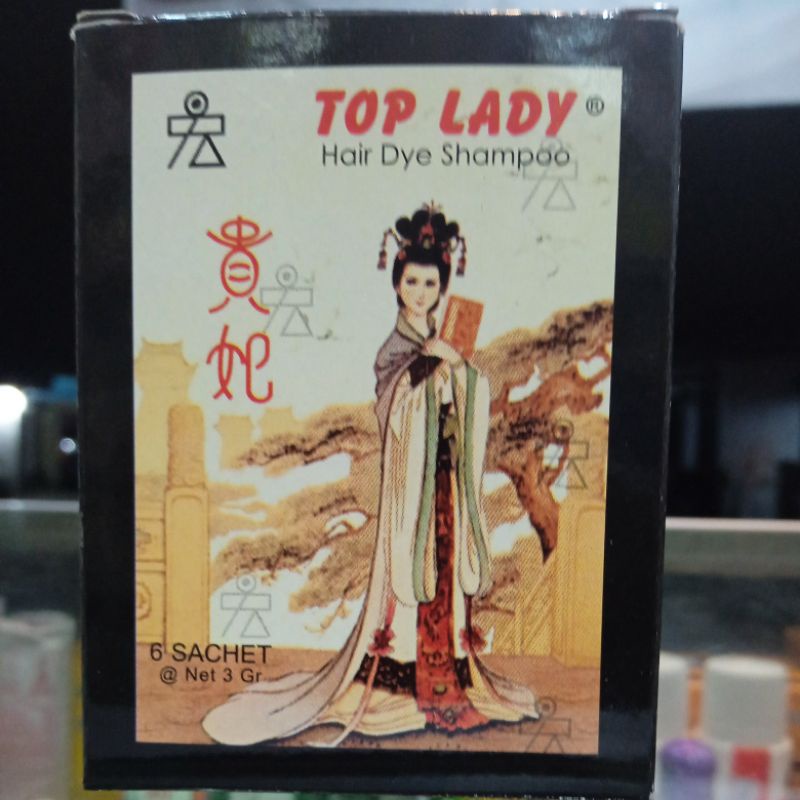 TOP LADY®
Hair Dye Shampoo
貴
妃
6 SACHET
@ Net 3 Gr